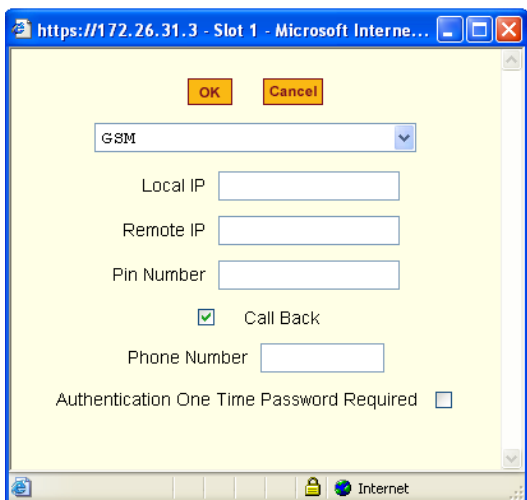 https://172.26.31.3 - Slot 1 - Microsoft Interne...
OK Cancel
GSM
Local IP
Remote IP
Pin Number
Call Back
Phone Number
Authentication One Time Password Required
Internet